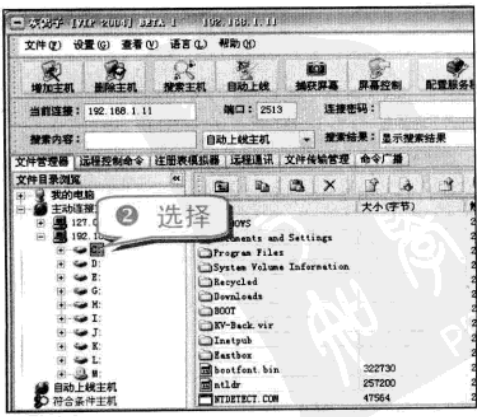 [VIP 2004] BETA 1 192.168.1.11
文件(F) 设置(G) 查看(V) 语言(L) 帮助(H)
增加主机 删除主机 搜索主机 自动上线 捕获屏幕 屏幕控制 配置服务
当前连接: 192.168.1.11 端口: 2513 连接密码:
搜索内容: 自动上线主机 搜索结果: 显示搜索结果
文件管理器 远程控制命令 注册表模拟器 远程通讯 文件传输管理 命令广播
文件目录浏览
大小(字节)
我的电脑
主动连接
127.0
192.16
C:
D:
E:
G:
H:
I:
J:
K:
L:
M:
自动上线主机
符合条件主机
2 选择
Program Files
System Volume Information
Recycled
Downloads
BOOT
KV-Back.vir
Inetpub
Eastbox
bootfont.bin 322730
ntldr 257200
NTDETECT.COM 47564